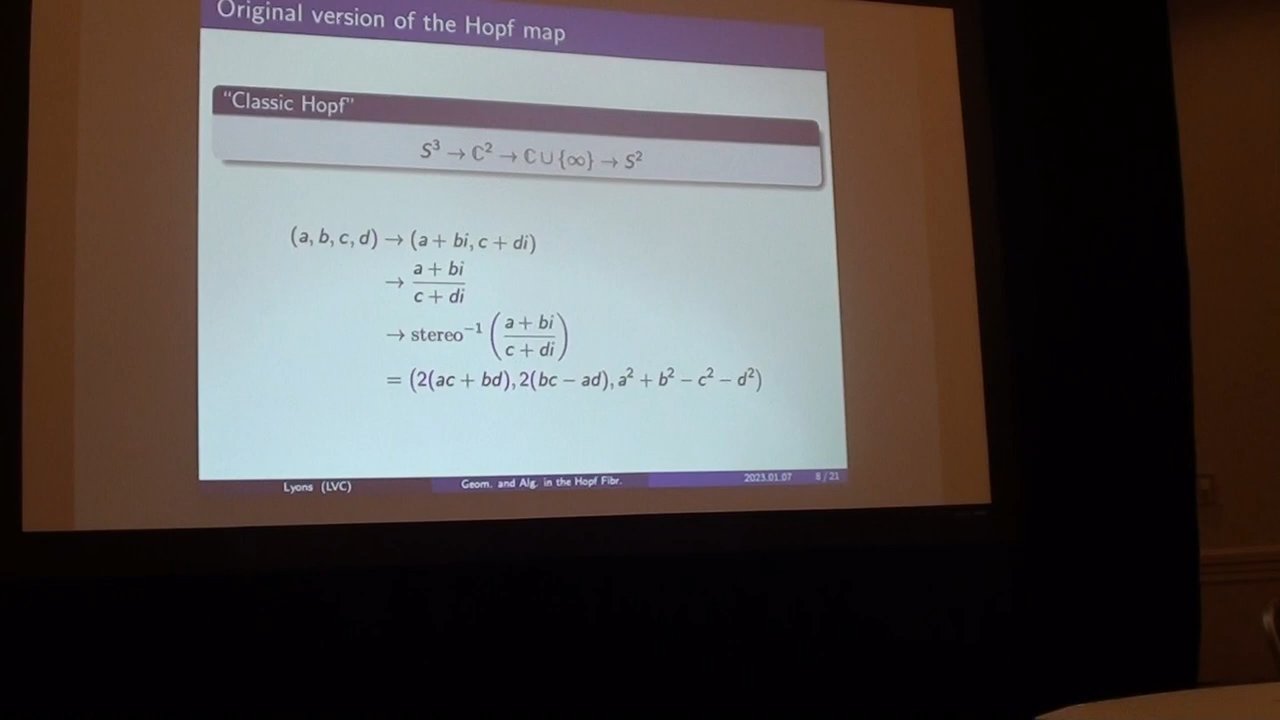 Original version of the Hopf map
“Classic Hopf”
S³ → ℂ² → ℂ ∪ {∞} → S²
(a, b, c, d) → (a + bi, c + di)
→ (a + bi)/(c + di)
→ stereo⁻¹ ((a + bi)/(c + di))
= (2(ac + bd), 2(bc − ad), a² + b² − c² − d²)
Lyons (LVC) Geom. and Alg. in the Hopf Fibr. 2023.01.07 8 / 21